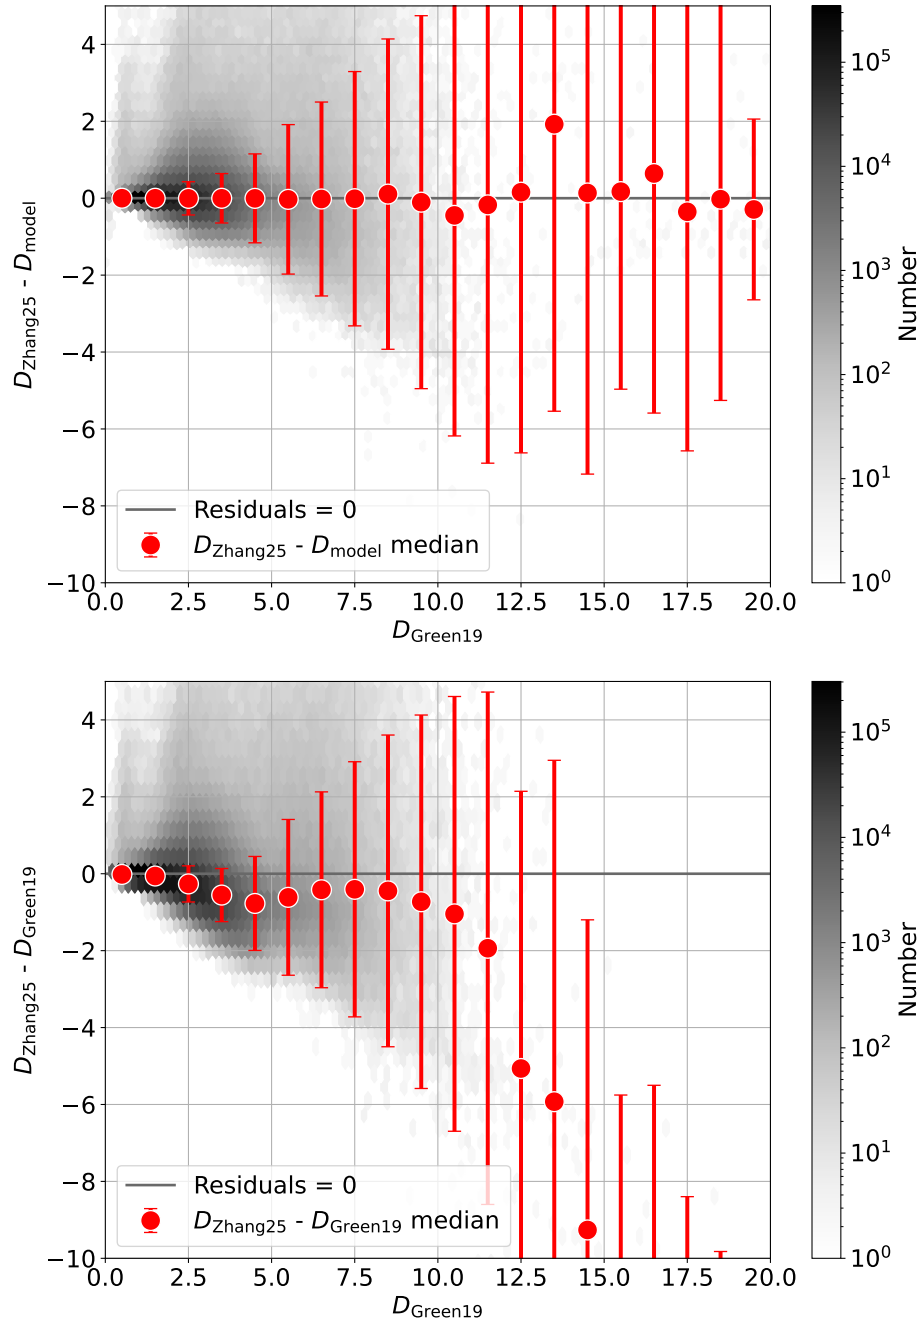 4
2
0
−2
−4
−6
−8
−10
D_Zhang25 - D_model
Residuals = 0
D_Zhang25 - D_model median
0.0 2.5 5.0 7.5 10.0 12.5 15.0 17.5 20.0
D_Green19
10^5
10^4
10^3
10^2
10^1
10^0
Number
4
2
0
−2
−4
−6
−8
−10
D_Zhang25 - D_Green19
Residuals = 0
D_Zhang25 - D_Green19 median
0.0 2.5 5.0 7.5 10.0 12.5 15.0 17.5 20.0
D_Green19
10^5
10^4
10^3
10^2
10^1
10^0
Number